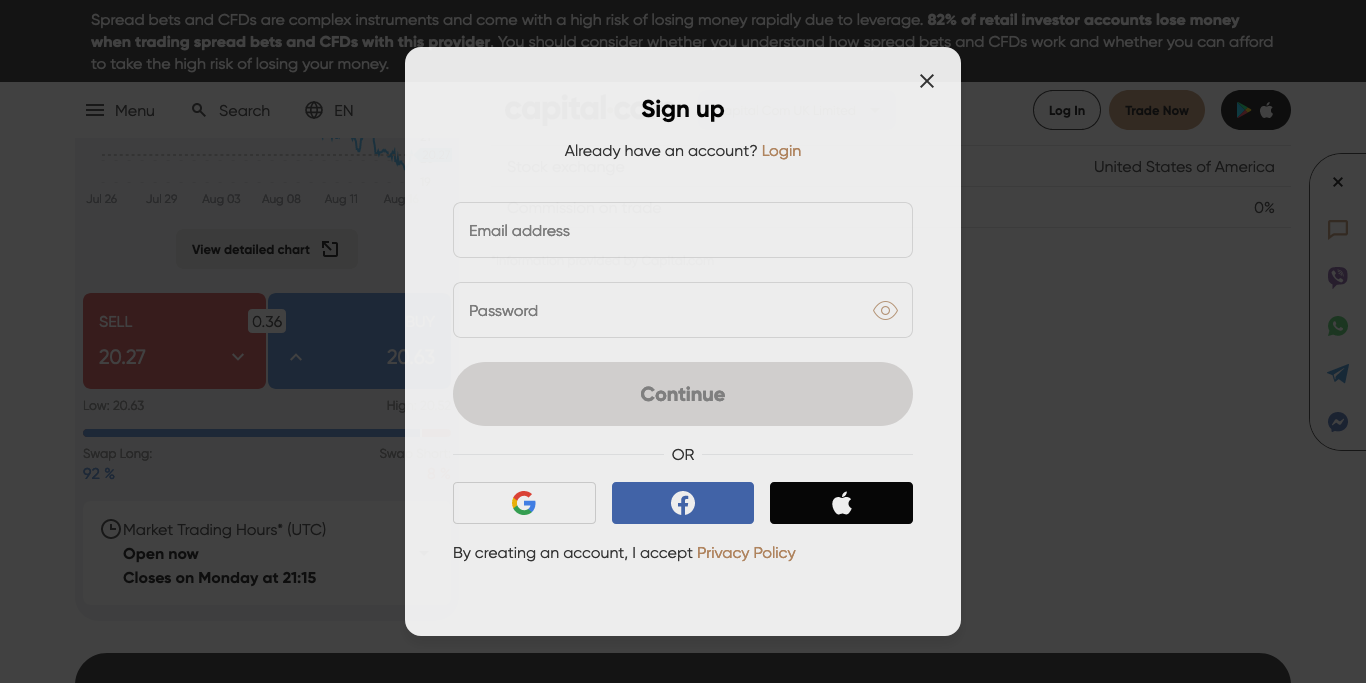 Spread bets and CFDs are complex instruments and come with a high risk of losing money rapidly due to leverage. 82% of retail investor accounts lose money
when trading spread bets and CFDs with this provider. You should consider whether you understand how spread bets and CFDs work and whether you can afford
to take the high risk of losing your money.
Menu
Search
EN
capital co
Log In
Trade Now
Sign up
Already have an account? Login
United States of America
0%
Jul 26
Jul 29
Aug 03
Aug 08
Aug 11
Aug
View detailed chart
Email address
Password
SELL
0.36
20.27
20
Continue
Low: 20.63
Hig
OR
Swap Long:
Swa
92 %
By creating an account, I accept Privacy Policy
Market Trading Hours* (UTC)
Open now
Closes on Monday at 21:15